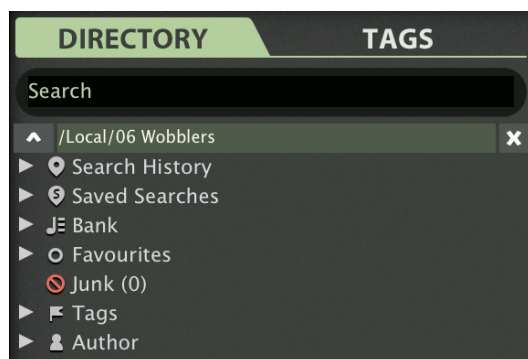 DIRECTORY TAGS
Search
/Local/06 Wobblers
Search History
Saved Searches
Bank
Favourites
Junk (0)
Tags
Author